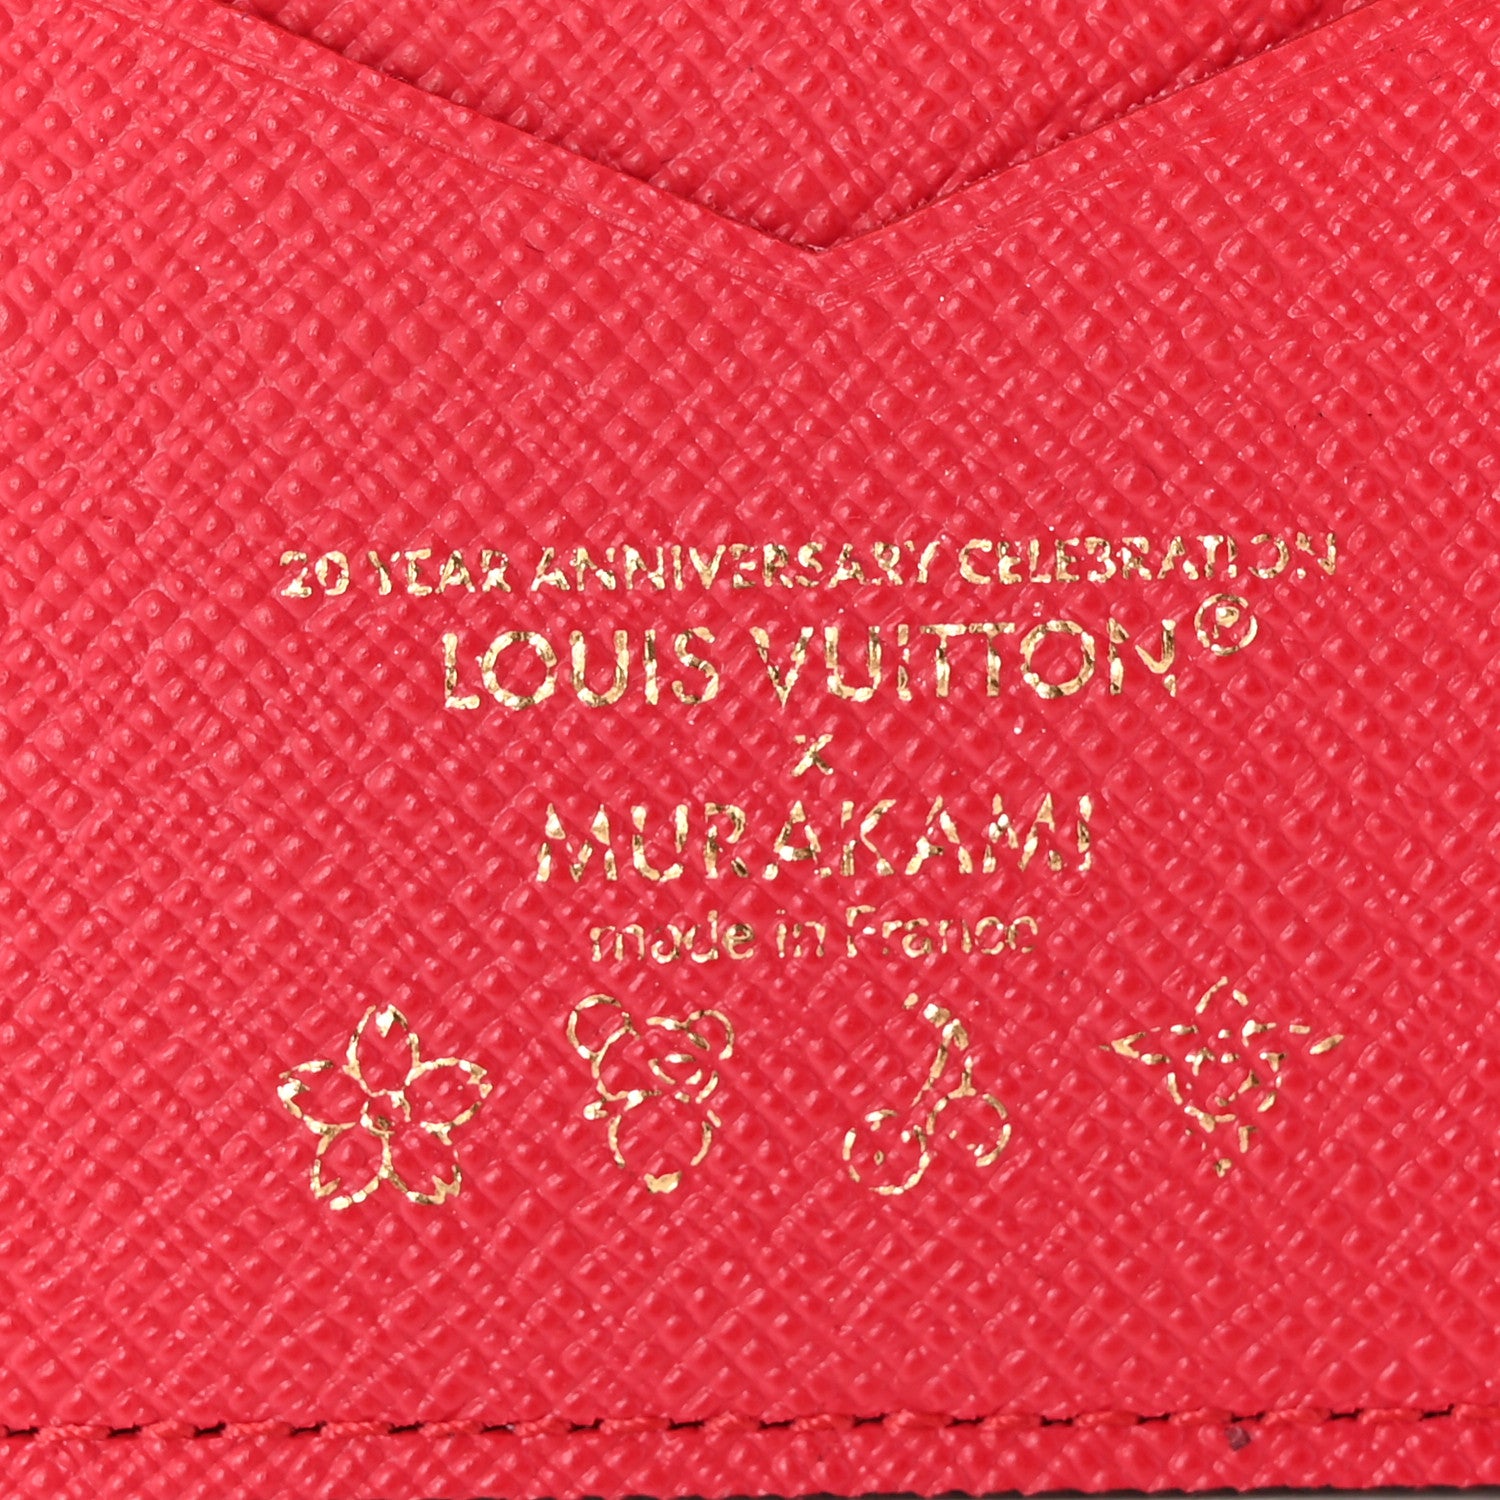 20 YEAR ANNIVERSARY CELEBRATION
LOUIS VUITTON®
x
MURAKAMI
made in France